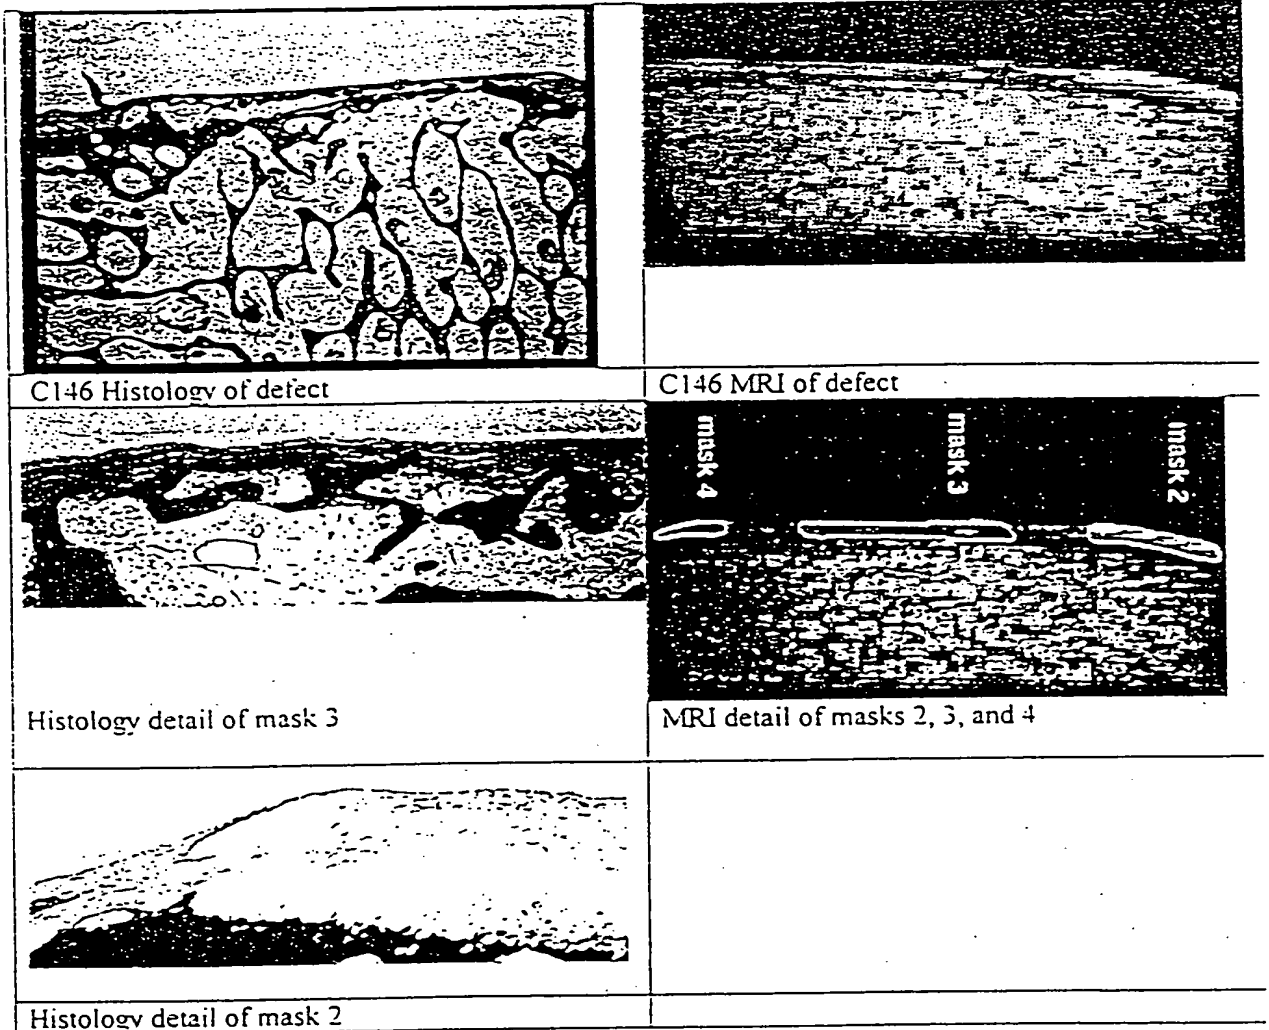 C146 Histology of defect
C146 MRI of defect
mask 4
mask 3
mask 2
Histology detail of mask 3
MRI detail of masks 2, 3, and 4
Histology detail of mask 2